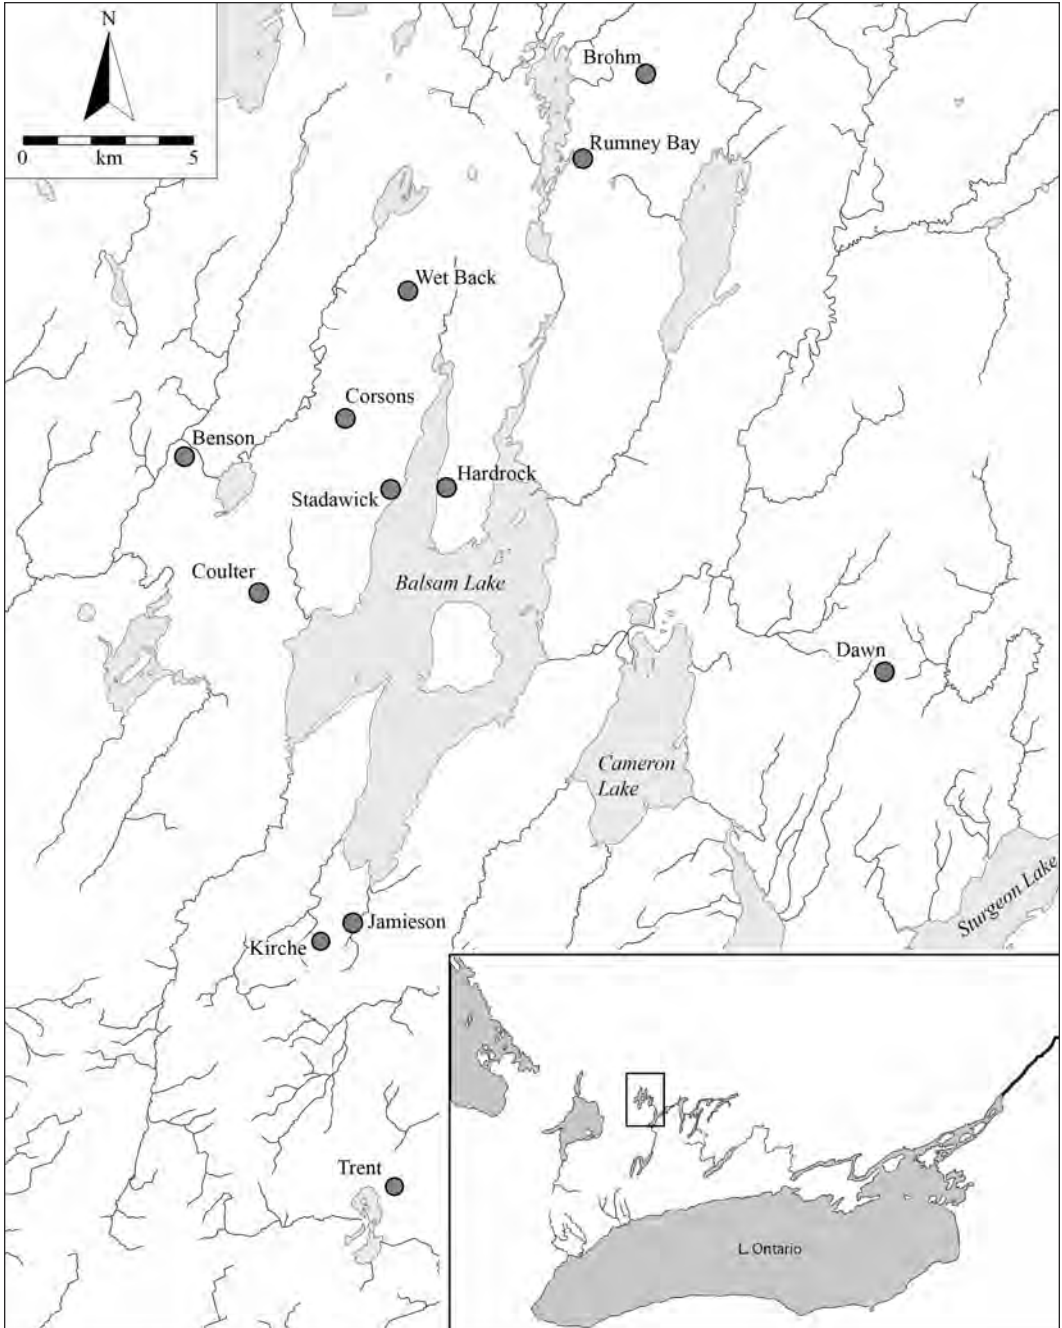 N
0 km 5
Brohm
Rumney Bay
Wet Back
Corsons
Benson
Hardrock
Stadawick
Coulter
Balsam Lake
Dawn
Cameron
Lake
Sturgeon Lake
Jamieson
Kirche
Trent
L. Ontario